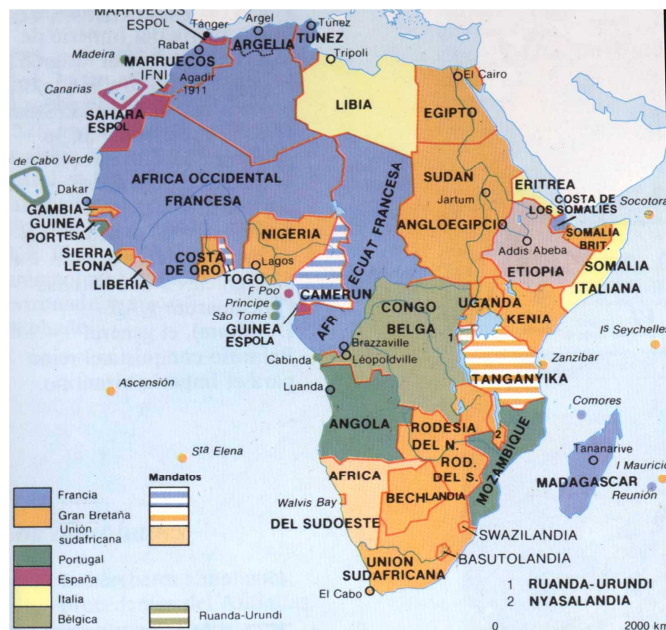 MARRUECOS
ESPOL
Tánger
Argel
Túnez
Madeira
Rabat
ARGELIA
TUNEZ
MARRUECOS
Trípoli
IFNI
Agadir
1911
El Cairo
Canarias
LIBIA
EGIPTO
SAHARA
ESPOL
de Cabo Verde
AFRICA OCCIDENTAL
FRANCESA
SUDAN
ANGLOEGIPCIO
Jartum
ERITREA
COSTA DE
LOS SOMALIES
Socotora
Dakar
GAMBIA
GUINEA
PORTESA
NIGERIA
AFR ECUAT FRANCESA
SOMALIA
BRIT.
Addis Abeba
ETIOPIA
SIERRA
LEONA
COSTA
DE ORO
Lagos
LIBERIA
TOGO
F Poo
CAMERUN
SOMALIA
ITALIANA
Príncipe
São Tomé
GUINEA
ESPOLA
CONGO
BELGA
UGANDA
KENIA
Is Seychelles
1
Brazzaville
Cabinda
Léopoldville
Zanzíbar
TANGANYIKA
Ascensión
Luanda
ANGOLA
Comores
RODESIA
DEL N.
2
MOZAMBIQUE
Sta Elena
ROD.
DEL S.
Tananarive
I Mauricio
MADAGASCAR
Reunión
AFRICA
DEL SUDOESTE
BECHLANDIA
Walvis Bay
SWAZILANDIA
BASUTOLANDIA
UNION
SUDAFRICANA
El Cabo
Mandatos
Francia
Gran Bretaña
Unión
sudafricana
Portugal
España
Italia
Bélgica
Ruanda-Urundi
1 RUANDA-URUNDI
2 NYASALANDIA
0 2000 km